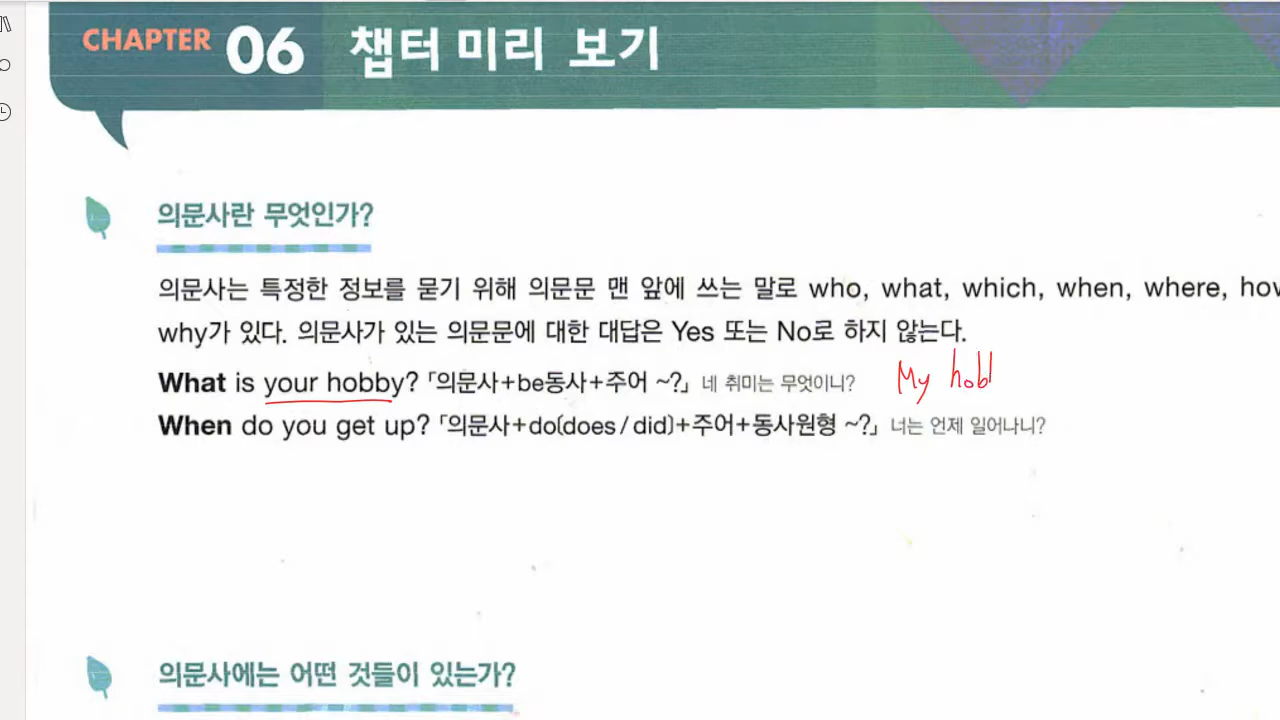 CHAPTER 06 챕터 미리 보기
의문사란 무엇인가?
의문사는 특정한 정보를 묻기 위해 의문문 맨 앞에 쓰는 말로 who, what, which, when, where,
why가 있다. 의문사가 있는 의문문에 대한 대답은 Yes 또는 No로 하지 않는다.
What is your hobby? 「의문사+be동사+주어 ~?」 네 취미는 무엇이니? My
When do you get up? 「의문사+do(does / did)+주어+동사원형 ~?」 너는 언제 일어나니?
의문사에는 어떤 것들이 있는가?